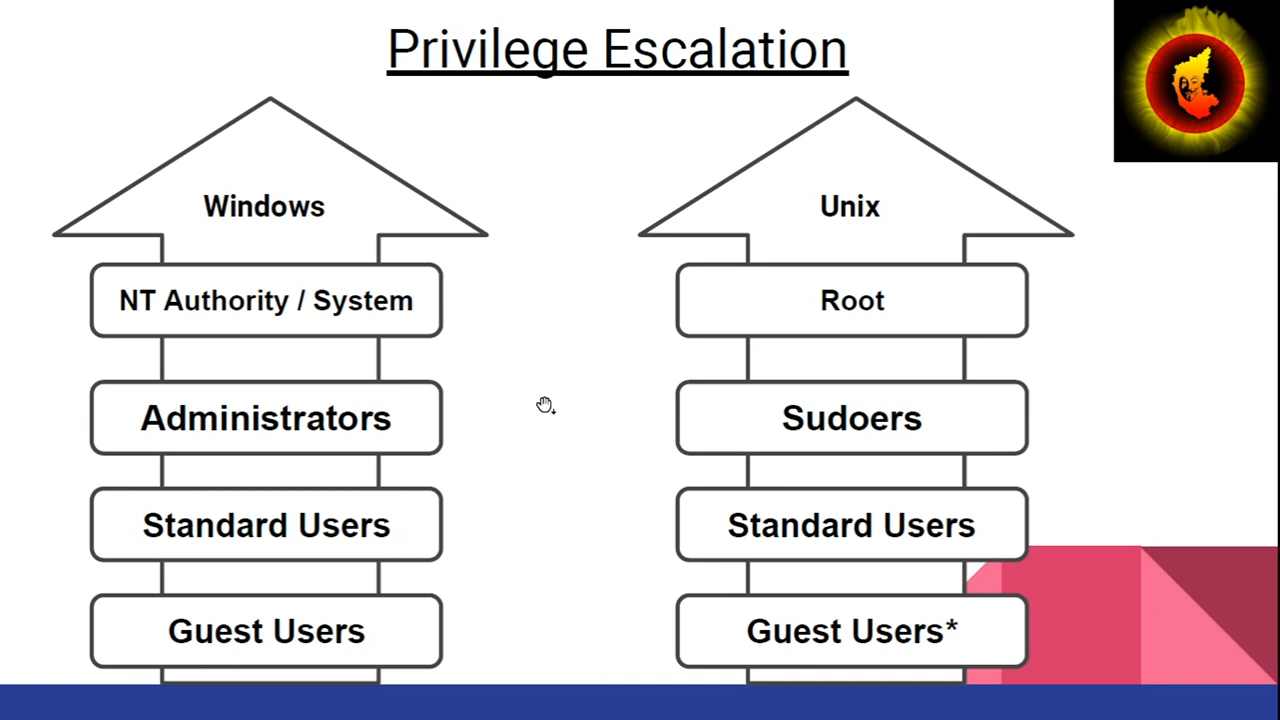 Privilege Escalation
Windows
NT Authority / System
Administrators
Standard Users
Guest Users
Unix
Root
Sudoers
Standard Users
Guest Users*